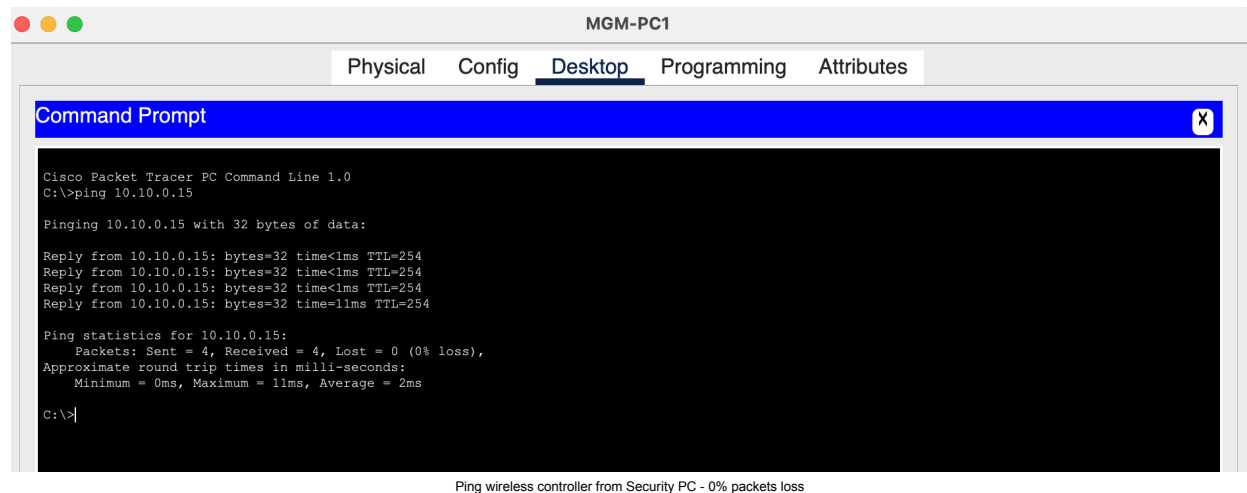 MGM-PC1
Physical Config Desktop Programming Attributes
Command Prompt X
Cisco Packet Tracer PC Command Line 1.0
C:\>ping 10.10.0.15
Pinging 10.10.0.15 with 32 bytes of data:
Reply from 10.10.0.15: bytes=32 time<1ms TTL=254
Reply from 10.10.0.15: bytes=32 time<1ms TTL=254
Reply from 10.10.0.15: bytes=32 time<1ms TTL=254
Reply from 10.10.0.15: bytes=32 time=11ms TTL=254
Ping statistics for 10.10.0.15:
Packets: Sent = 4, Received = 4, Lost = 0 (0% loss),
Approximate round trip times in milli-seconds:
Minimum = 0ms, Maximum = 11ms, Average = 2ms
C:\>
Ping wireless controller from Security PC - 0% packets loss